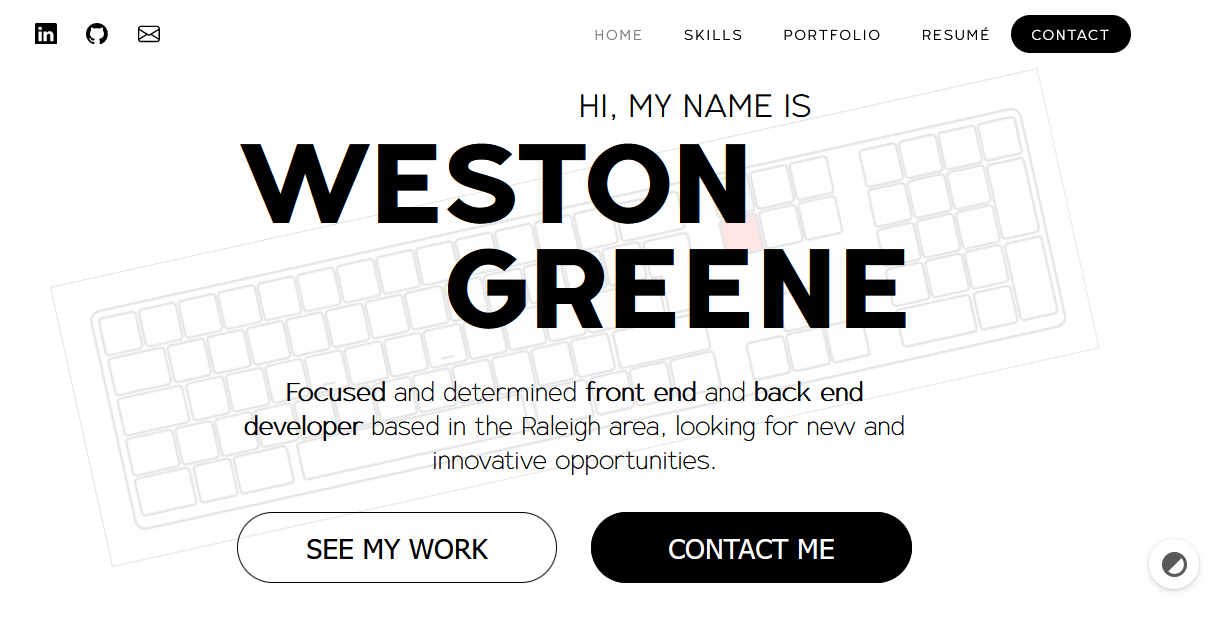 in
HOME SKILLS PORTFOLIO RESUMÉ CONTACT
HI, MY NAME IS
WESTON
GREENE
Focused and determined front end and back end
developer based in the Raleigh area, looking for new and
innovative opportunities.
SEE MY WORK CONTACT ME